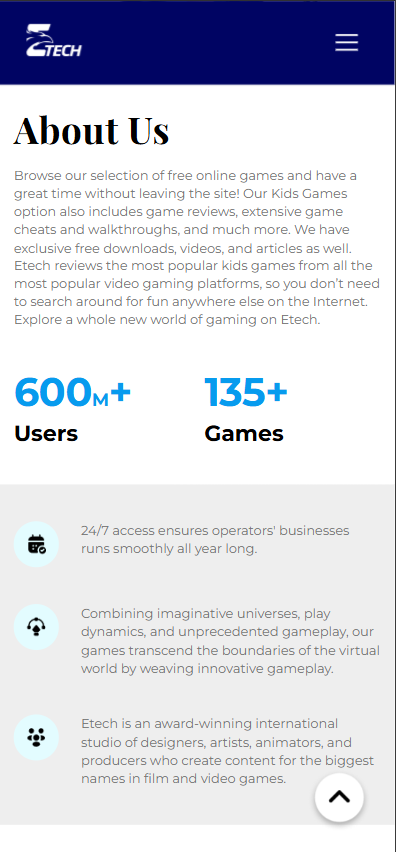 ETECH
About Us
Browse our selection of free online games and have a
great time without leaving the site! Our Kids Games
option also includes game reviews, extensive game
cheats and walkthroughs, and much more. We have
exclusive free downloads, videos, and articles as well.
Etech reviews the most popular kids games from all the
most popular video gaming platforms, so you don’t need
to search around for fun anywhere else on the Internet.
Explore a whole new world of gaming on Etech.
600M+ 135+
Users Games
24/7 access ensures operators' businesses
runs smoothly all year long.
Combining imaginative universes, play
dynamics, and unprecedented gameplay, our
games transcend the boundaries of the virtual
world by weaving innovative gameplay.
Etech is an award-winning international
studio of designers, artists, animators, and
producers who create content for the biggest
names in film and video games.